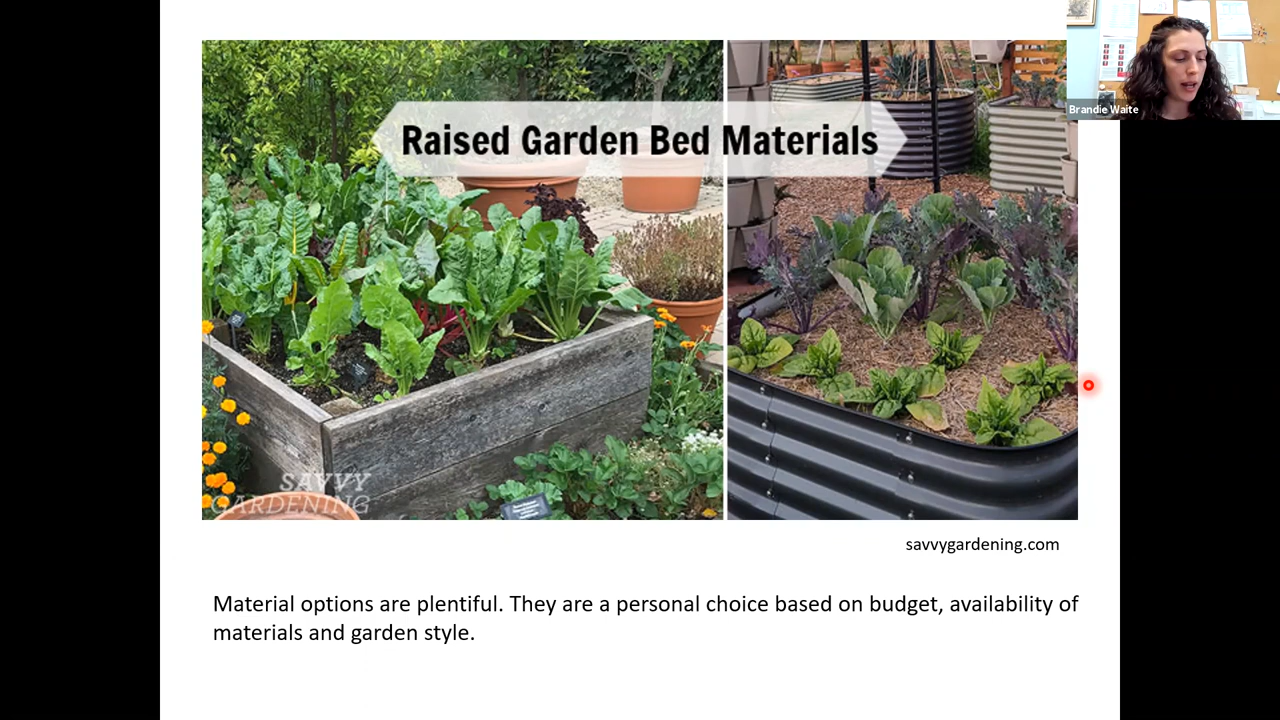 Brandie Waite
Raised Garden Bed Materials
SAVVY
GARDENING
savvygardening.com
Material options are plentiful. They are a personal choice based on budget, availability of
materials and garden style.